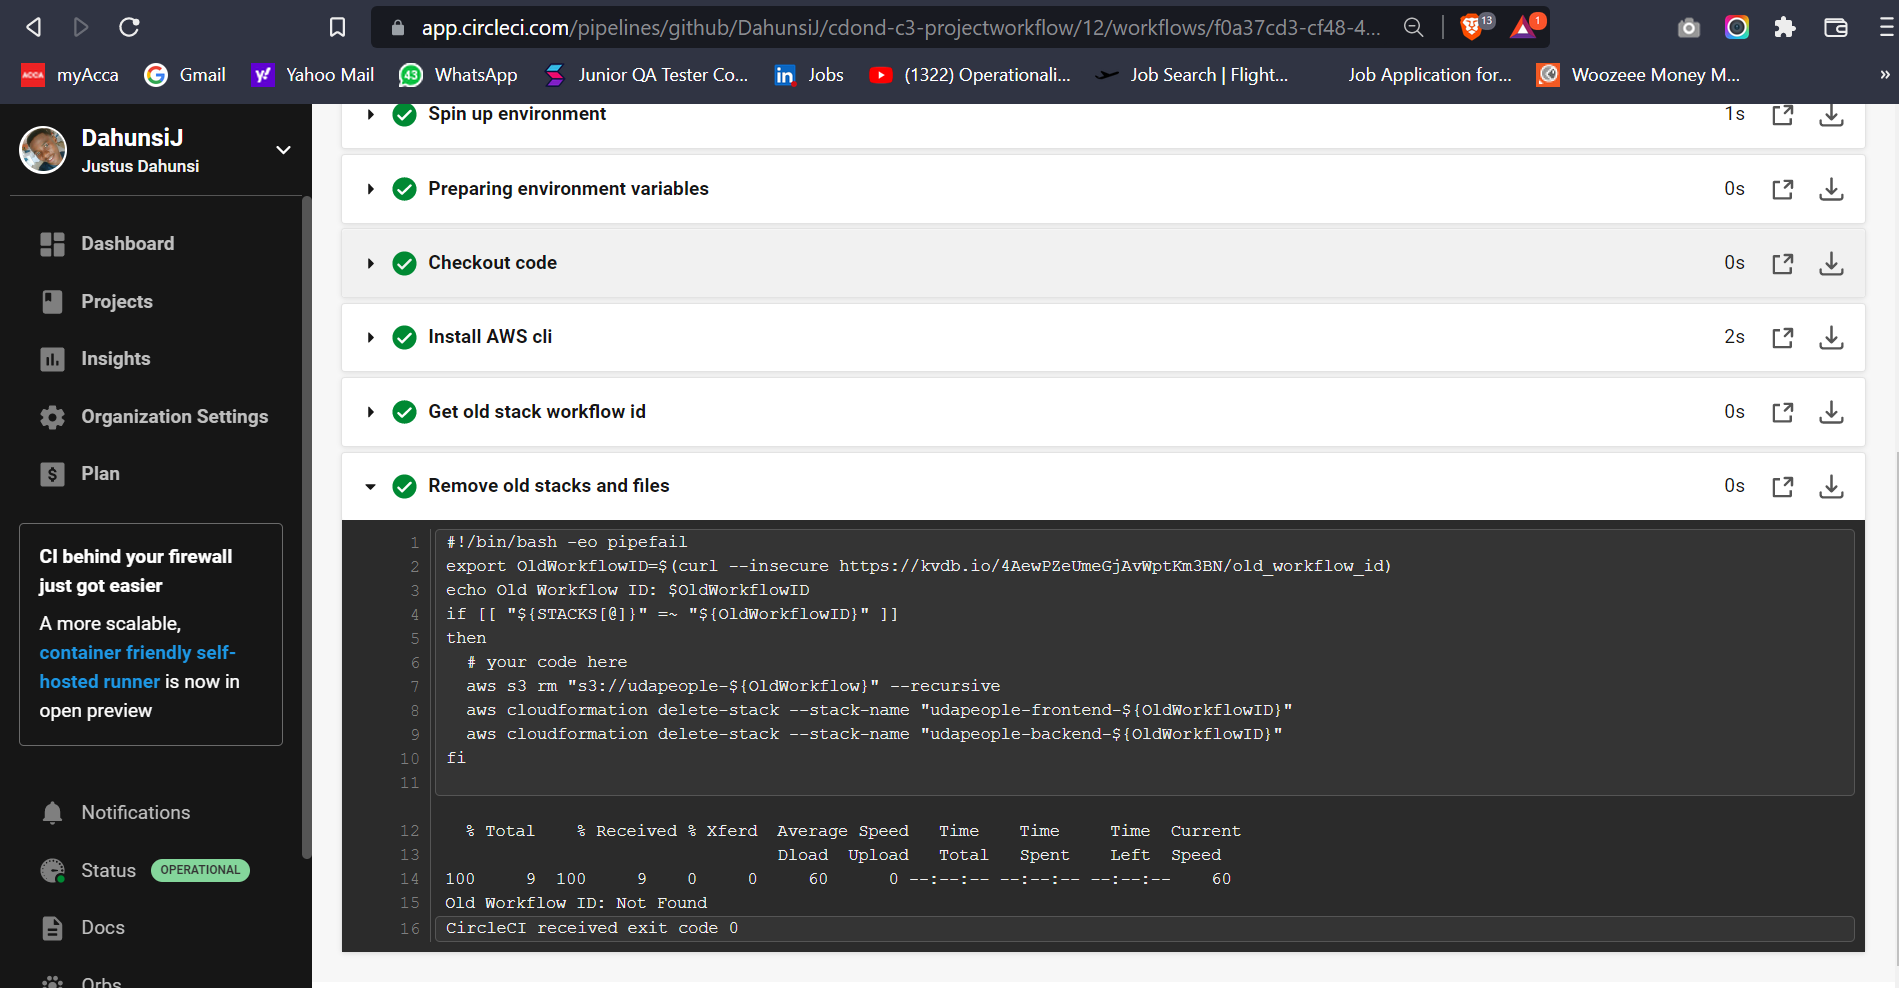 app.circleci.com/pipelines/github/DahunsiJ/cdond-c3-projectworkflow/12/workflows/f0a37cd3-cf48-4...
13
1
ACCA myAcca
Gmail
Yahoo Mail
43 WhatsApp
Junior QA Tester Co...
in Jobs
(1322) Operationali...
Job Search | Flight...
Job Application for...
Woozeee Money M...
»
DahunsiJ
Justus Dahunsi
Dashboard
Projects
Insights
Organization Settings
Plan
CI behind your firewall
just got easier
A more scalable,
container friendly self-
hosted runner is now in
open preview
Notifications
Status OPERATIONAL
Docs
Orbs
Spin up environment 1s
Preparing environment variables 0s
Checkout code 0s
Install AWS cli 2s
Get old stack workflow id 0s
Remove old stacks and files 0s
1 #!/bin/bash -eo pipefail
2 export OldWorkflowID=$(curl --insecure https://kvdb.io/4AewPZeUmeGjAvWptKm3BN/old_workflow_id)
3 echo Old Workflow ID: $OldWorkflowID
4 if [[ "${STACKS[@]}" =~ "${OldWorkflowID}" ]]
5 then
6 # your code here
7 aws s3 rm "s3://udapeople-${OldWorkflow}" --recursive
8 aws cloudformation delete-stack --stack-name "udapeople-frontend-${OldWorkflowID}"
9 aws cloudformation delete-stack --stack-name "udapeople-backend-${OldWorkflowID}"
10 fi
11
12 % Total % Received % Xferd Average Speed Time Time Time Current
13 Dload Upload Total Spent Left Speed
14 100 9 100 9 0 0 60 0 --:--:-- --:--:-- --:--:-- 60
15 Old Workflow ID: Not Found
16 CircleCI received exit code 0